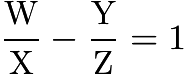 W/X − Y/Z = 1